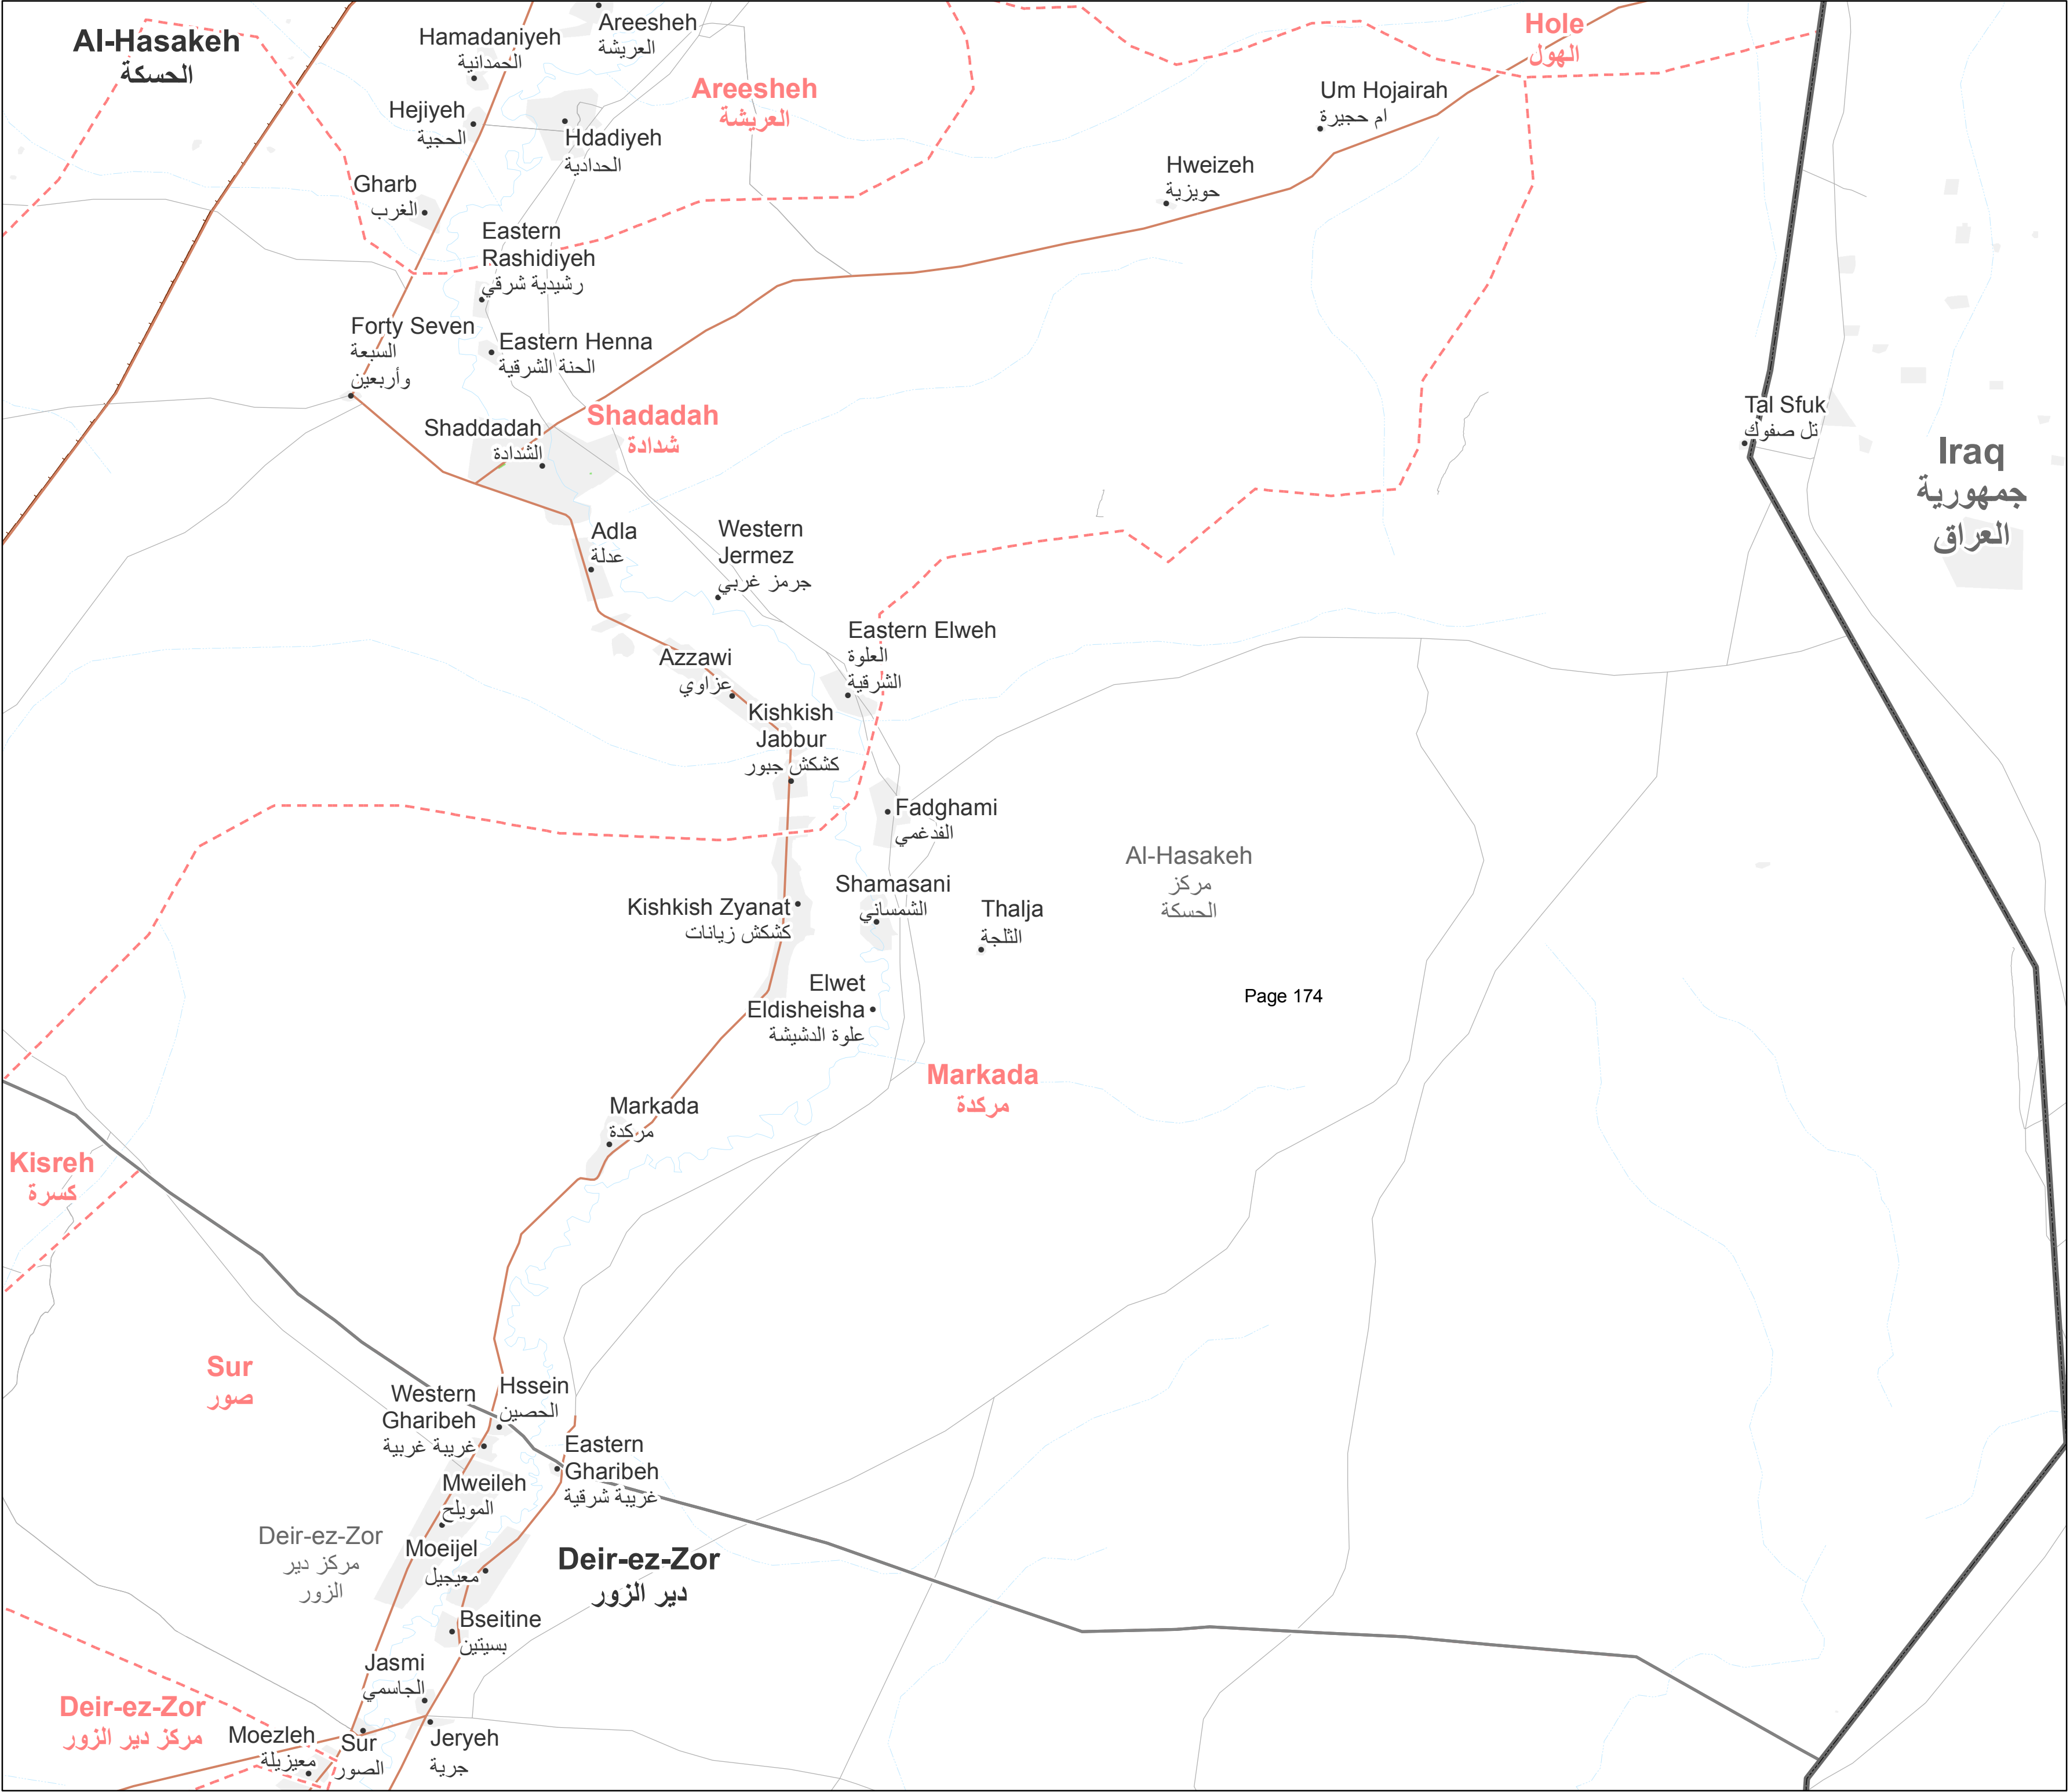 Al-Hasakeh
الحسكة
Hamadaniyeh
الحمدانية
Areesheh
العريشة
Hole
الهول
Areesheh
العريشة
Um Hojairah
ام حجيرة
Hejiyeh
الحجية
Hdadiyeh
الحدادية
Hweizeh
حويزية
Gharb
الغرب
Eastern
Rashidiyeh
رشيدية شرقي
Forty Seven
السبعة
وأربعين
Eastern Henna
الحنة الشرقية
Shadadah
شدادة
Shaddadah
الشدادة
Tal Sfuk
تل صفوك
Iraq
جمهورية
العراق
Adla
عدلة
Western
Jermez
جرمز غربي
Eastern Elweh
العلوة
الشرقية
Azzawi
عزاوي
Kishkish
Jabbur
كشكش جبور
Fadghami
الفدغمي
Al-Hasakeh
مركز
الحسكة
Shamasani
الشمساني
Kishkish Zyanat
كشكش زيانات
Thalja
الثلجة
Elwet
Eldisheisha
علوة الدشيشة
Page 174
Markada
مركدة
Markada
مركدة
Kisreh
كسرة
Sur
صور
Western
Gharibeh
غريبة غربية
Hssein
الحصين
Eastern
Gharibeh
غريبة شرقية
Mweileh
المويلح
Deir-ez-Zor
مركز دير
الزور
Moeijel
معيجيل
Deir-ez-Zor
دير الزور
Bseitine
بسيتين
Jasmi
الجاسمي
Deir-ez-Zor
مركز دير الزور
Moezleh
معيزيلة
Sur
الصور
Jeryeh
جرية